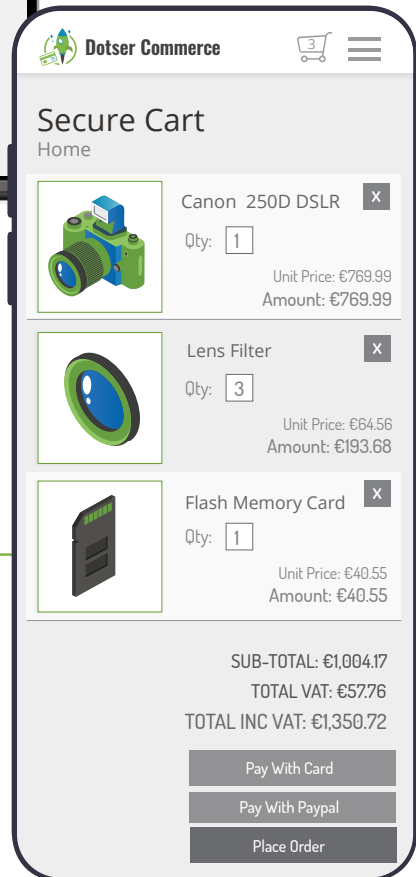 Dotser Commerce
3
Secure Cart
Home
Canon 250D DSLR
X
Qty: 1
Unit Price: €769.99
Amount: €769.99
Lens Filter
X
Qty: 3
Unit Price: €64.56
Amount: €193.68
Flash Memory Card
X
Qty: 1
Unit Price: €40.55
Amount: €40.55
SUB-TOTAL: €1,004.17
TOTAL VAT: €57.76
TOTAL INC VAT: €1,350.72
Pay With Card
Pay With Paypal
Place Order